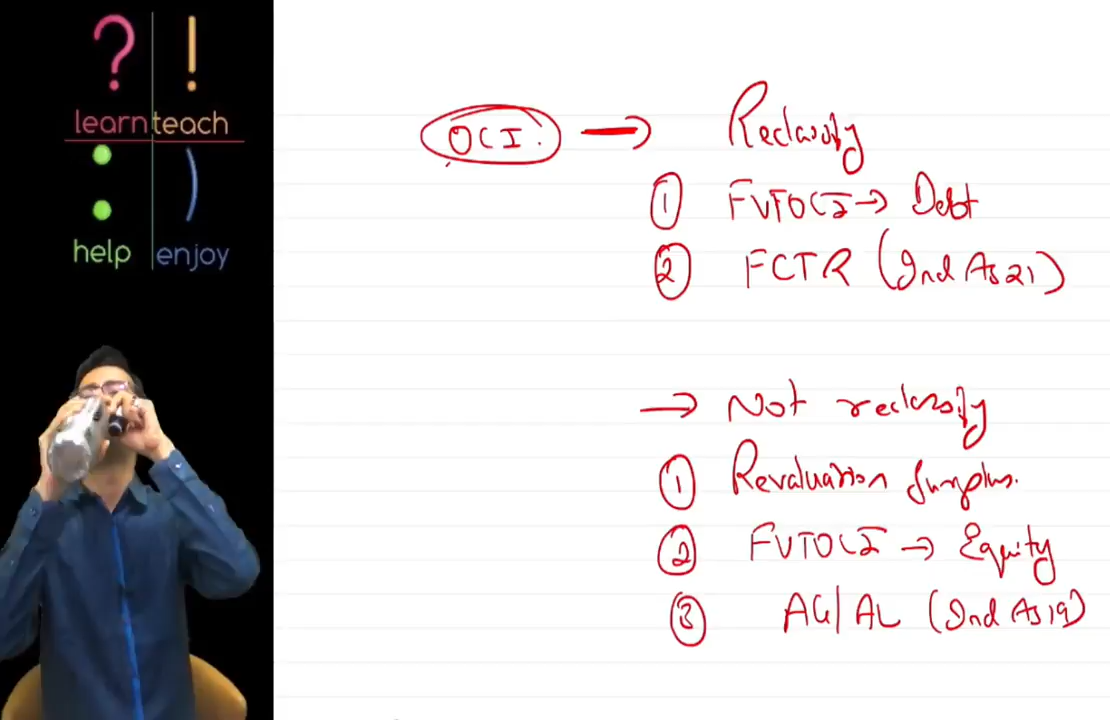 ? !
learn teach
help enjoy
OCI. → Reclassify
① FVTOCI → Debt
② FCTR (Ind As 21)
→ Not reclassify
① Revaluation Surplus.
② FVTOCI → Equity
③ AG/AL (Ind As 19)